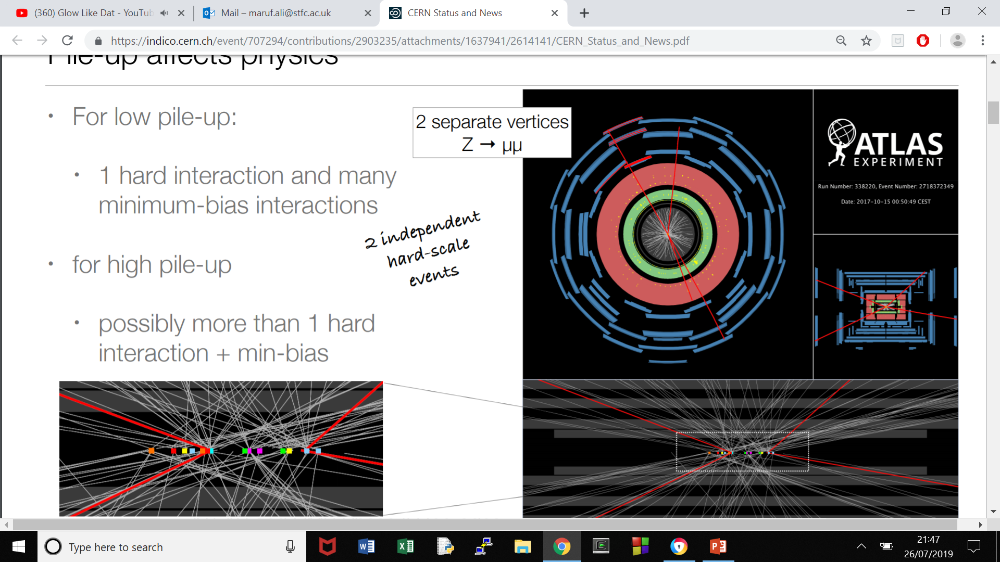 (360) Glow Like Dat - YouTub
Mail – maruf.ali@stfc.ac.uk
CERN Status and News
https://indico.cern.ch/event/707294/contributions/2903235/attachments/1637941/2614141/CERN_Status_and_News.pdf
Pile-up affects physics
• For low pile-up:
• 1 hard interaction and many
minimum-bias interactions
• for high pile-up
• possibly more than 1 hard
interaction + min-bias
2 independent
hard-scale
events
2 separate vertices
Z → μμ
ATLAS
EXPERIMENT
Run Number: 338220, Event Number: 2718372349
Date: 2017-10-15 00:50:49 CEST
Type here to search
21:47
26/07/2019